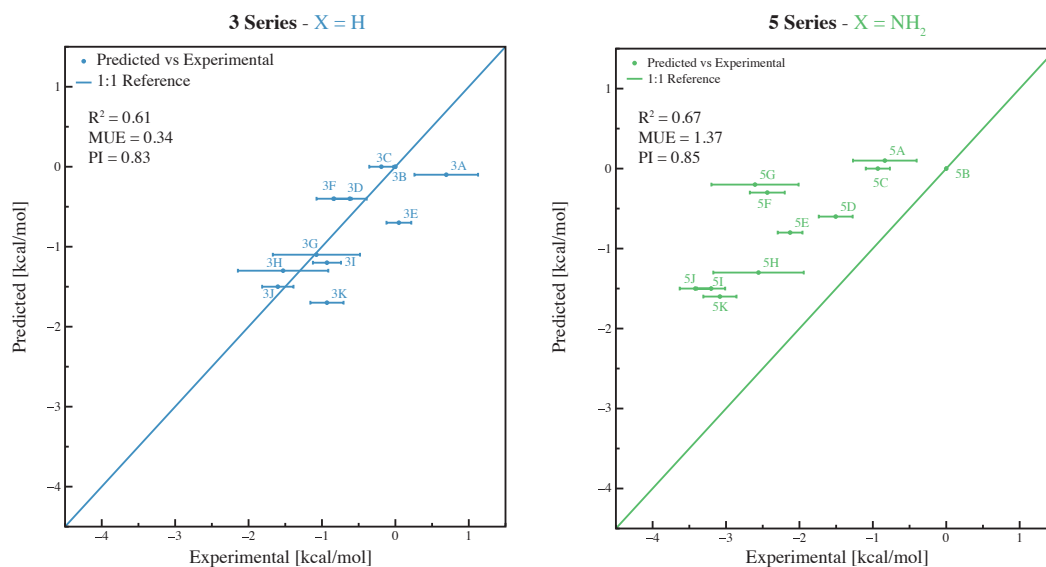 3 Series - X = H
Predicted vs Experimental
1:1 Reference
R² = 0.61
MUE = 0.34
PI = 0.83
3C
3B
3A
3F
3D
3E
3G
3H
3I
3J
3K
1
0
−1
−2
−3
−4
−4
−3
−2
−1
0
1
Predicted [kcal/mol]
Experimental [kcal/mol]
5 Series - X = NH₂
Predicted vs Experimental
1:1 Reference
R² = 0.67
MUE = 1.37
PI = 0.85
5A
5G
5C
5B
5F
5D
5E
5H
5J
5I
5K
1
0
−1
−2
−3
−4
−4
−3
−2
−1
0
1
Predicted [kcal/mol]
Experimental [kcal/mol]